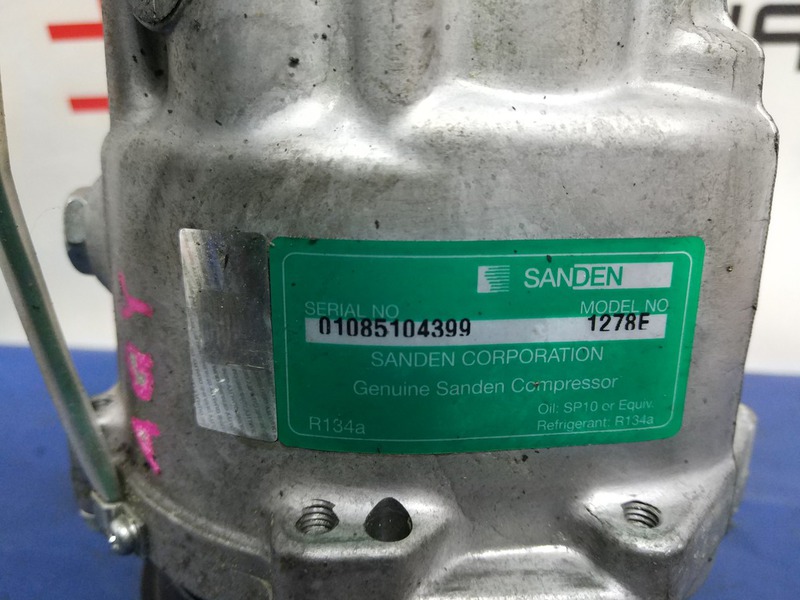 SANDEN
SERIAL NO MODEL NO
01085104399 1278E
SANDEN CORPORATION
Genuine Sanden Compressor
Oil: SP10 or Equiv.
R134a Refrigerant: R134a